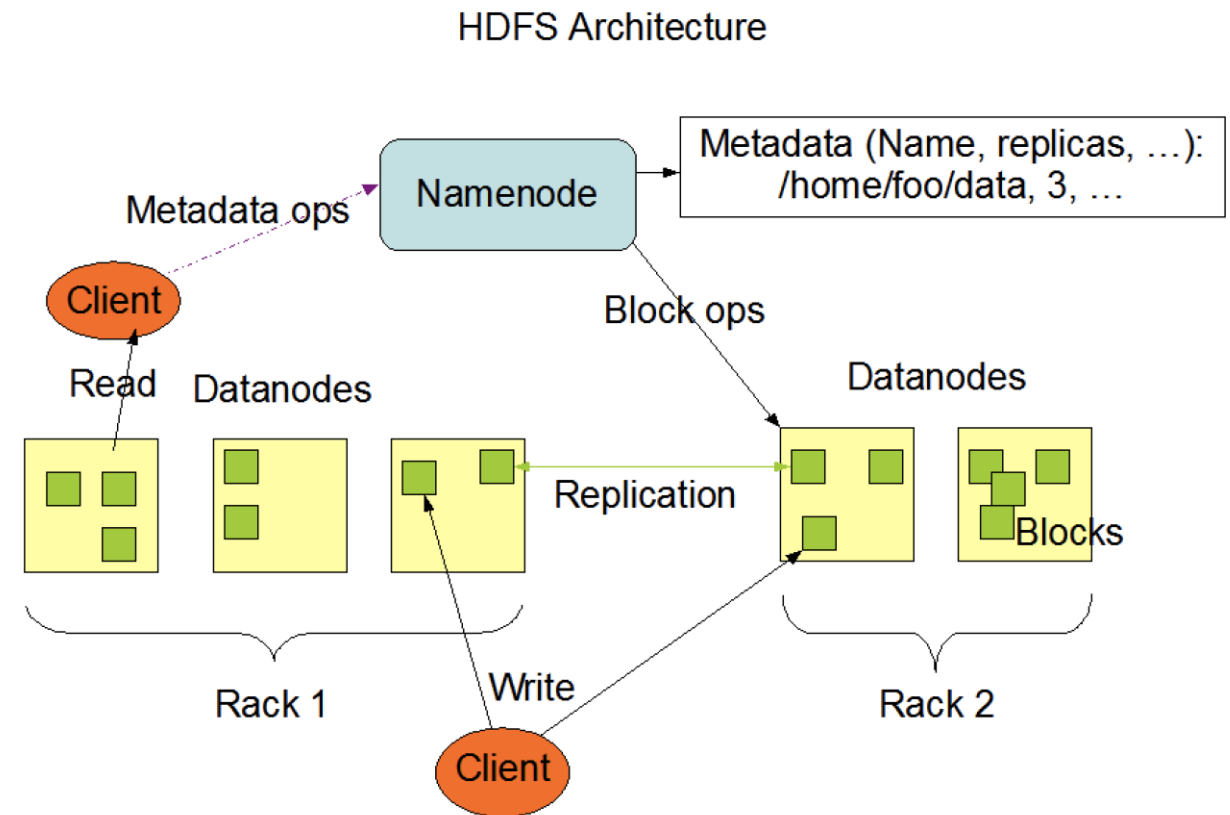 HDFS Architecture
Metadata (Name, replicas, …):
/home/foo/data, 3, …
Namenode
Metadata ops
Client
Block ops
Read
Datanodes
Datanodes
Replication
Blocks
Rack 1
Write
Rack 2
Client